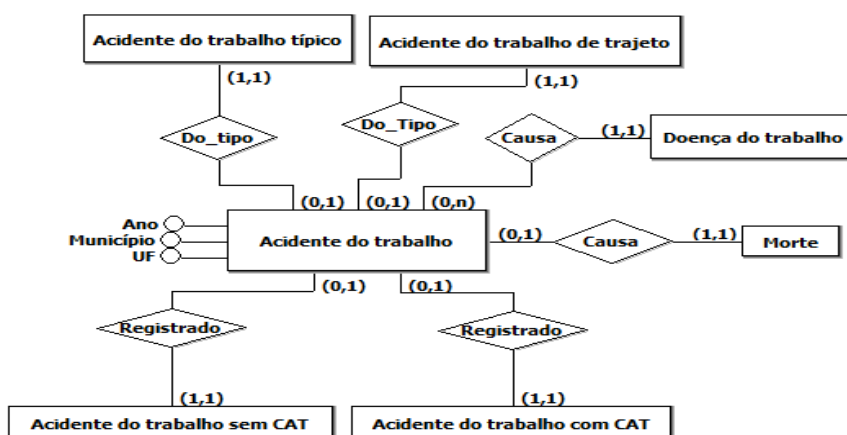 Acidente do trabalho típico
Acidente do trabalho de trajeto
(1,1)
(1,1)
Do_tipo
Do_Tipo
Causa
(1,1)
Doença do trabalho
(0,1)
(0,1)
(0,n)
Ano
Município
UF
Acidente do trabalho
(0,1)
Causa
(1,1)
Morte
(0,1)
(0,1)
Registrado
Registrado
(1,1)
(1,1)
Acidente do trabalho sem CAT
Acidente do trabalho com CAT